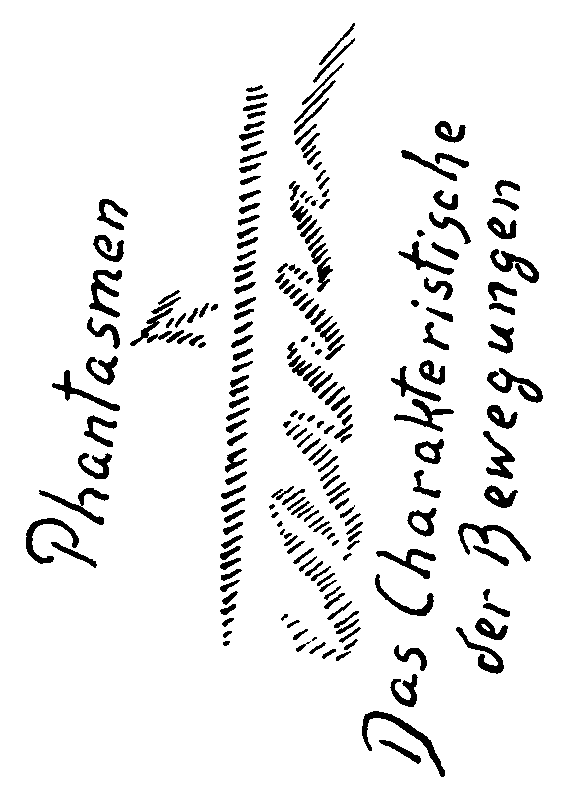 Phantasmen
Das Charakteristische
der Bewegungen